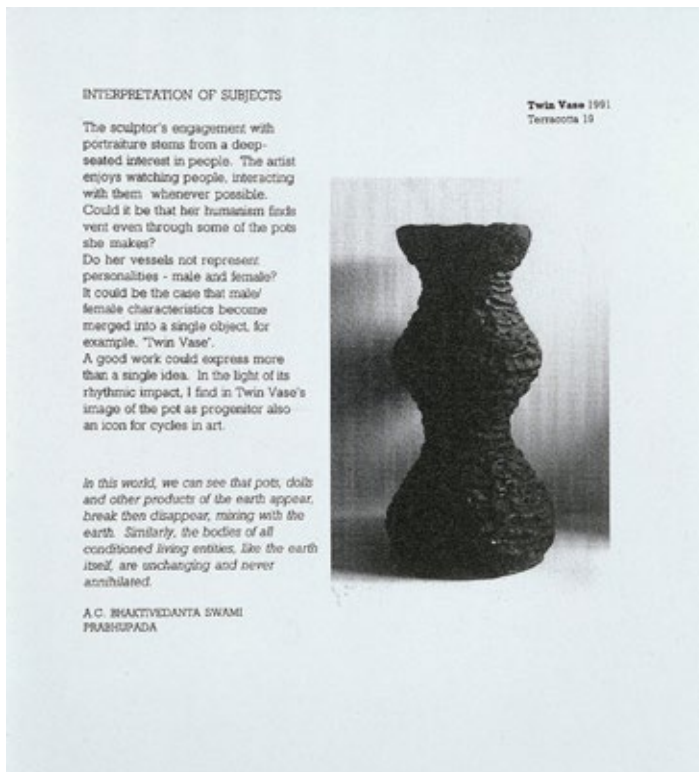 INTERPRETATION OF SUBJECTS
The sculptor's engagement with
portraiture stems from a deep-
seated interest in people. The artist
enjoys watching people, interacting
with them whenever possible.
Could it be that her humanism finds
vent even through some of the pots
she makes?
Do her vessels not represent
personalities - male and female?
It could be the case that male/
female characteristics become
merged into a single object, for
example, 'Twin Vase'.
A good work could express more
than a single idea. In the light of its
rhythmic impact, I find in Twin Vase's
image of the pot as progenitor also
an icon for cycles in art.
In this world, we can see that pots, dolls
and other products of the earth appear,
break then disappear, mixing with the
earth. Similarly, the bodies of all
conditioned living entities, like the earth
itself, are unchanging and never
annihilated.
A.C. BHAKTIVEDANTA SWAMI
PRABHUPADA
Twin Vase 1991
Terracotta 19